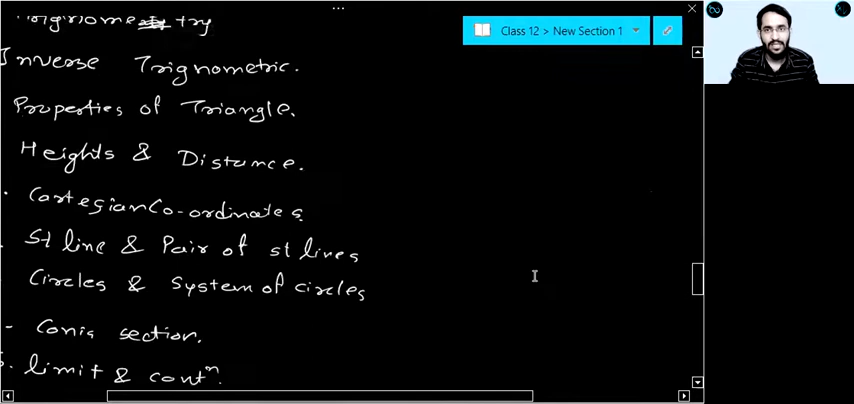 try
Class 12 > New Section 1
Inverse Trignometric.
Properties of Triangle.
Heights & Distance.
Cartesian Co-ordinates
St line & Pair of st lines
Circles & System of circles
- Conic section.
limit & contⁿ.